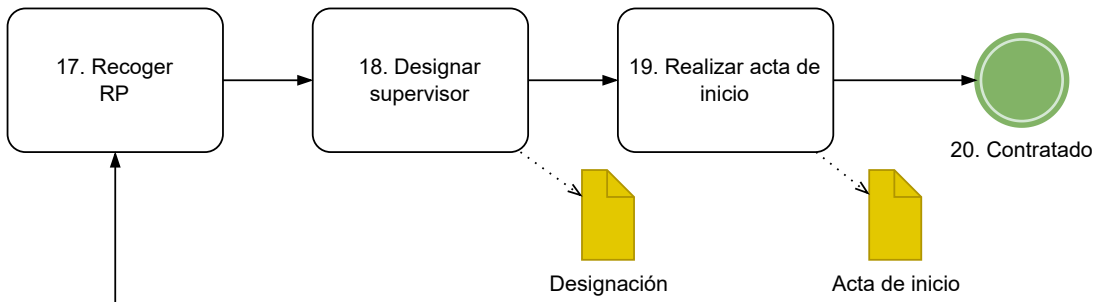 17. Recoger
RP
18. Designar
supervisor
19. Realizar acta de
inicio
20. Contratado
Designación
Acta de inicio